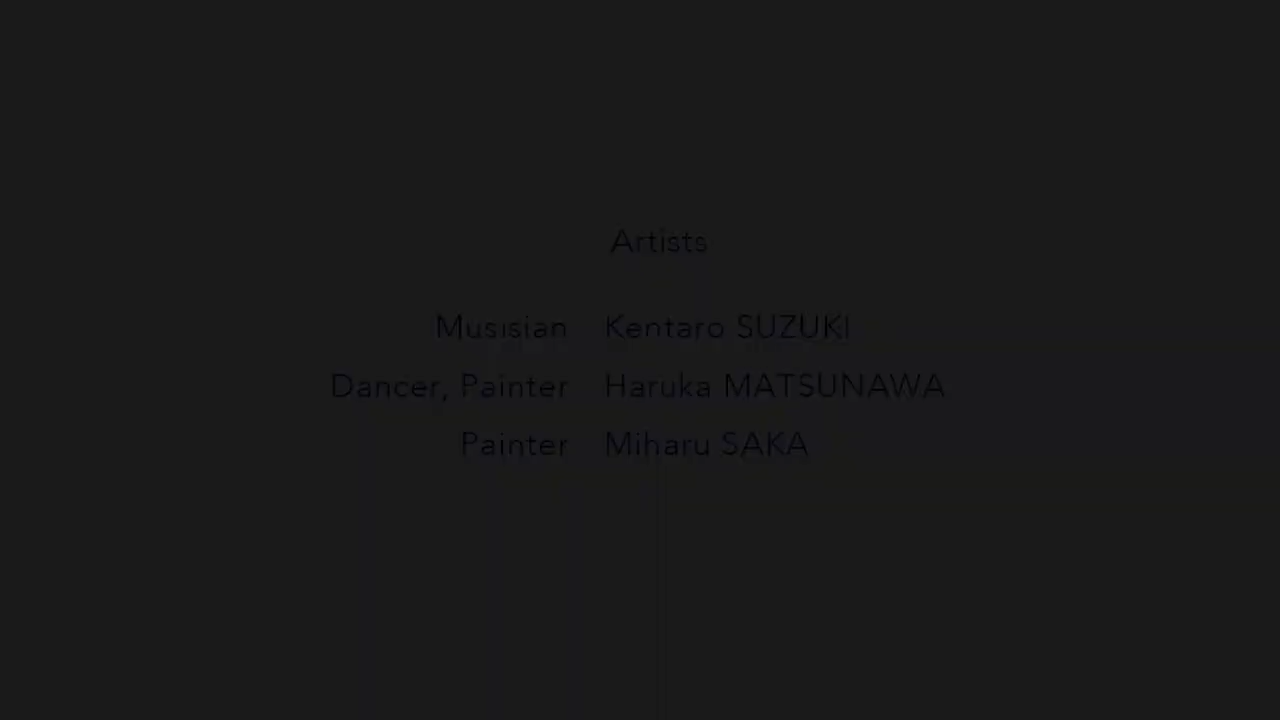 Artists
Musisian Kentaro SUZUKI
Dancer, Painter Haruka MATSUNAWA
Painter Miharu SAKA